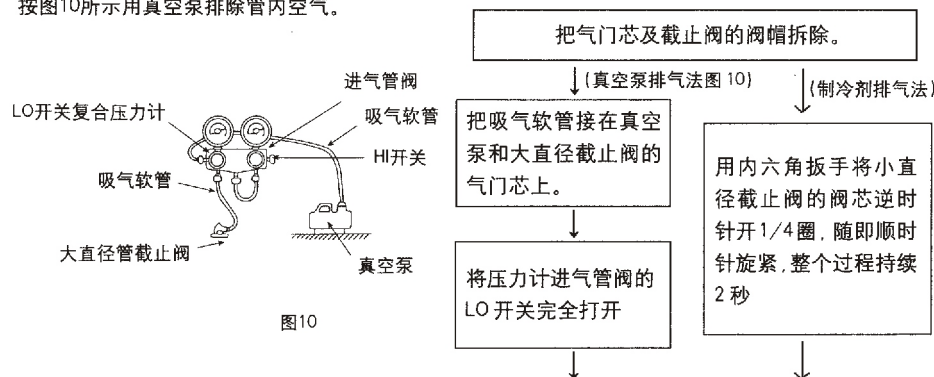 按图10所示用真空泵排除管内空气。
进气管阀
LO开关复合压力计
吸气软管
HI开关
吸气软管
大直径管截止阀
真空泵
图10
把气门芯及截止阀的阀帽拆除。
(真空泵排气法图10)
(制冷剂排气法)
把吸气软管接在真空
泵和大直径截止阀的
气门芯上。
将压力计进气管阀的
LO开关完全打开
用内六角扳手将小直
径截止阀的阀芯逆时
针开1/4圈,随即顺时
针旋紧,整个过程持续
2秒